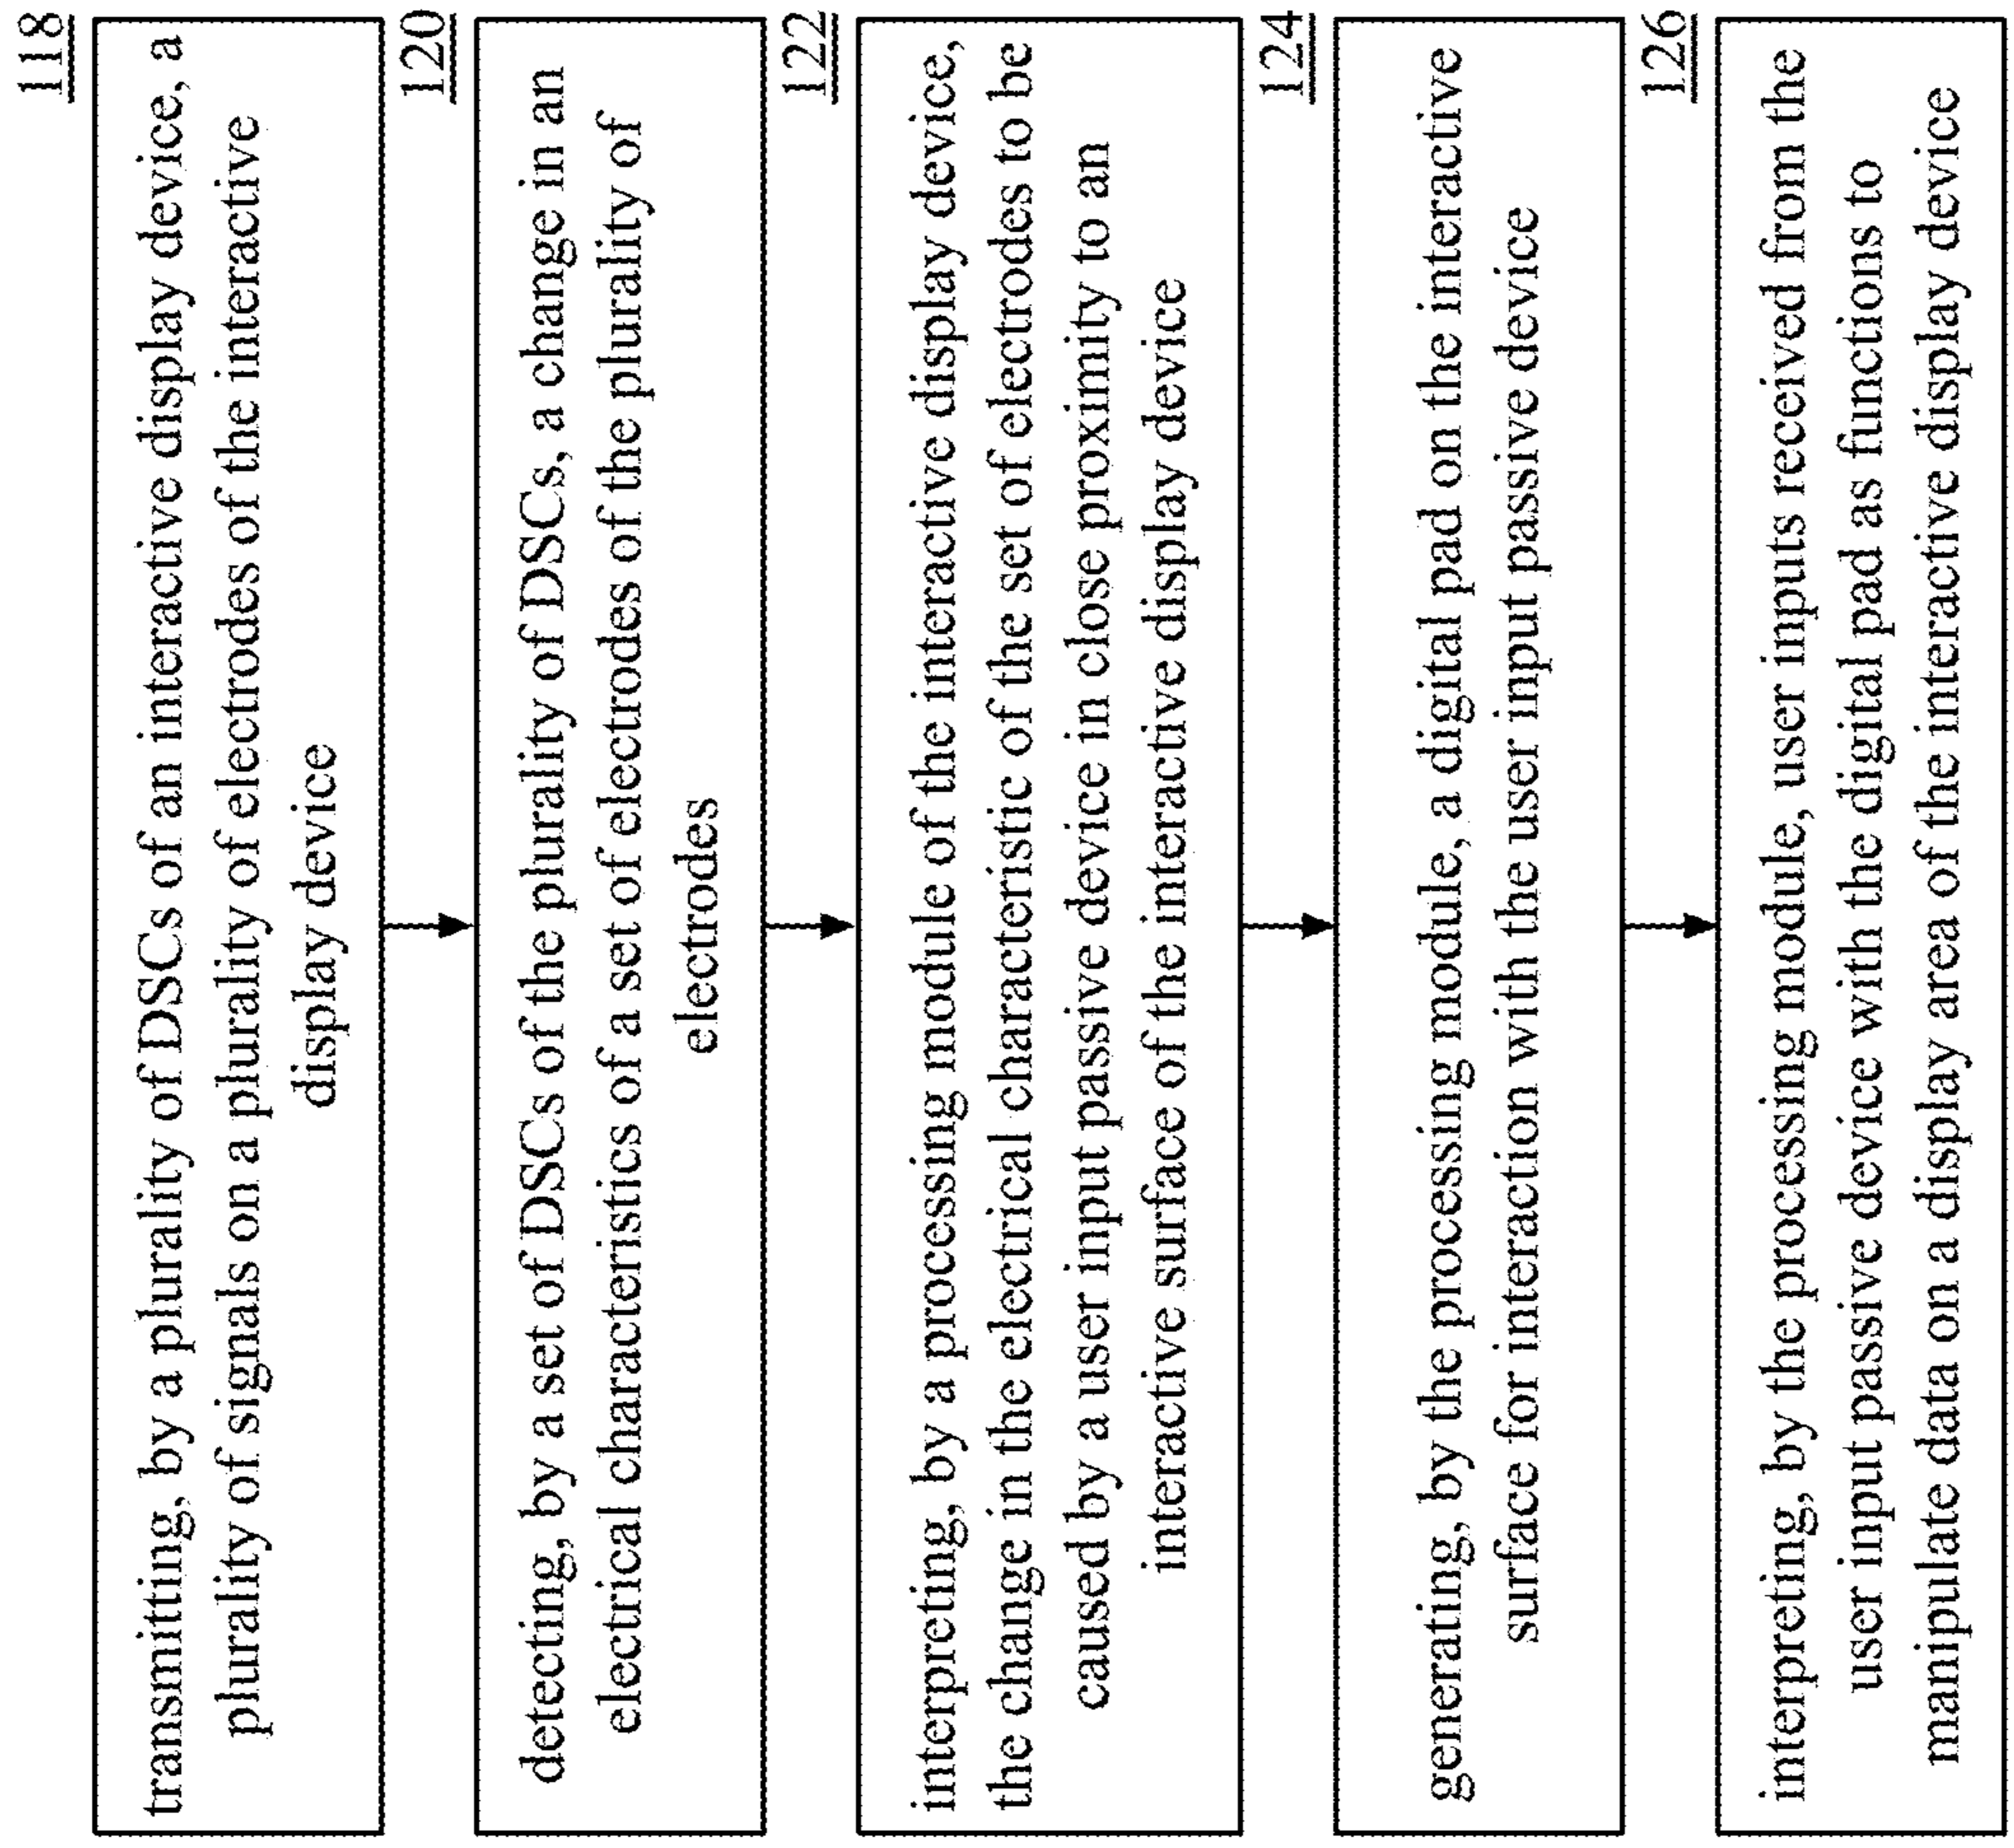 118
transmitting, by a plurality of DSCs of an interactive display device, a
plurality of signals on a plurality of electrodes of the interactive
display device
120
detecting, by a set of DSCs of the plurality of DSCs, a change in an
electrical characteristics of a set of electrodes of the plurality of
electrodes
122
interpreting, by a processing module of the interactive display device,
the change in the electrical characteristic of the set of electrodes to be
caused by a user input passive device in close proximity to an
interactive surface of the interactive display device
124
generating, by the processing module, a digital pad on the interactive
surface for interaction with the user input passive device
126
interpreting, by the processing module, user inputs received from the
user input passive device with the digital pad as functions to
manipulate data on a display area of the interactive display device